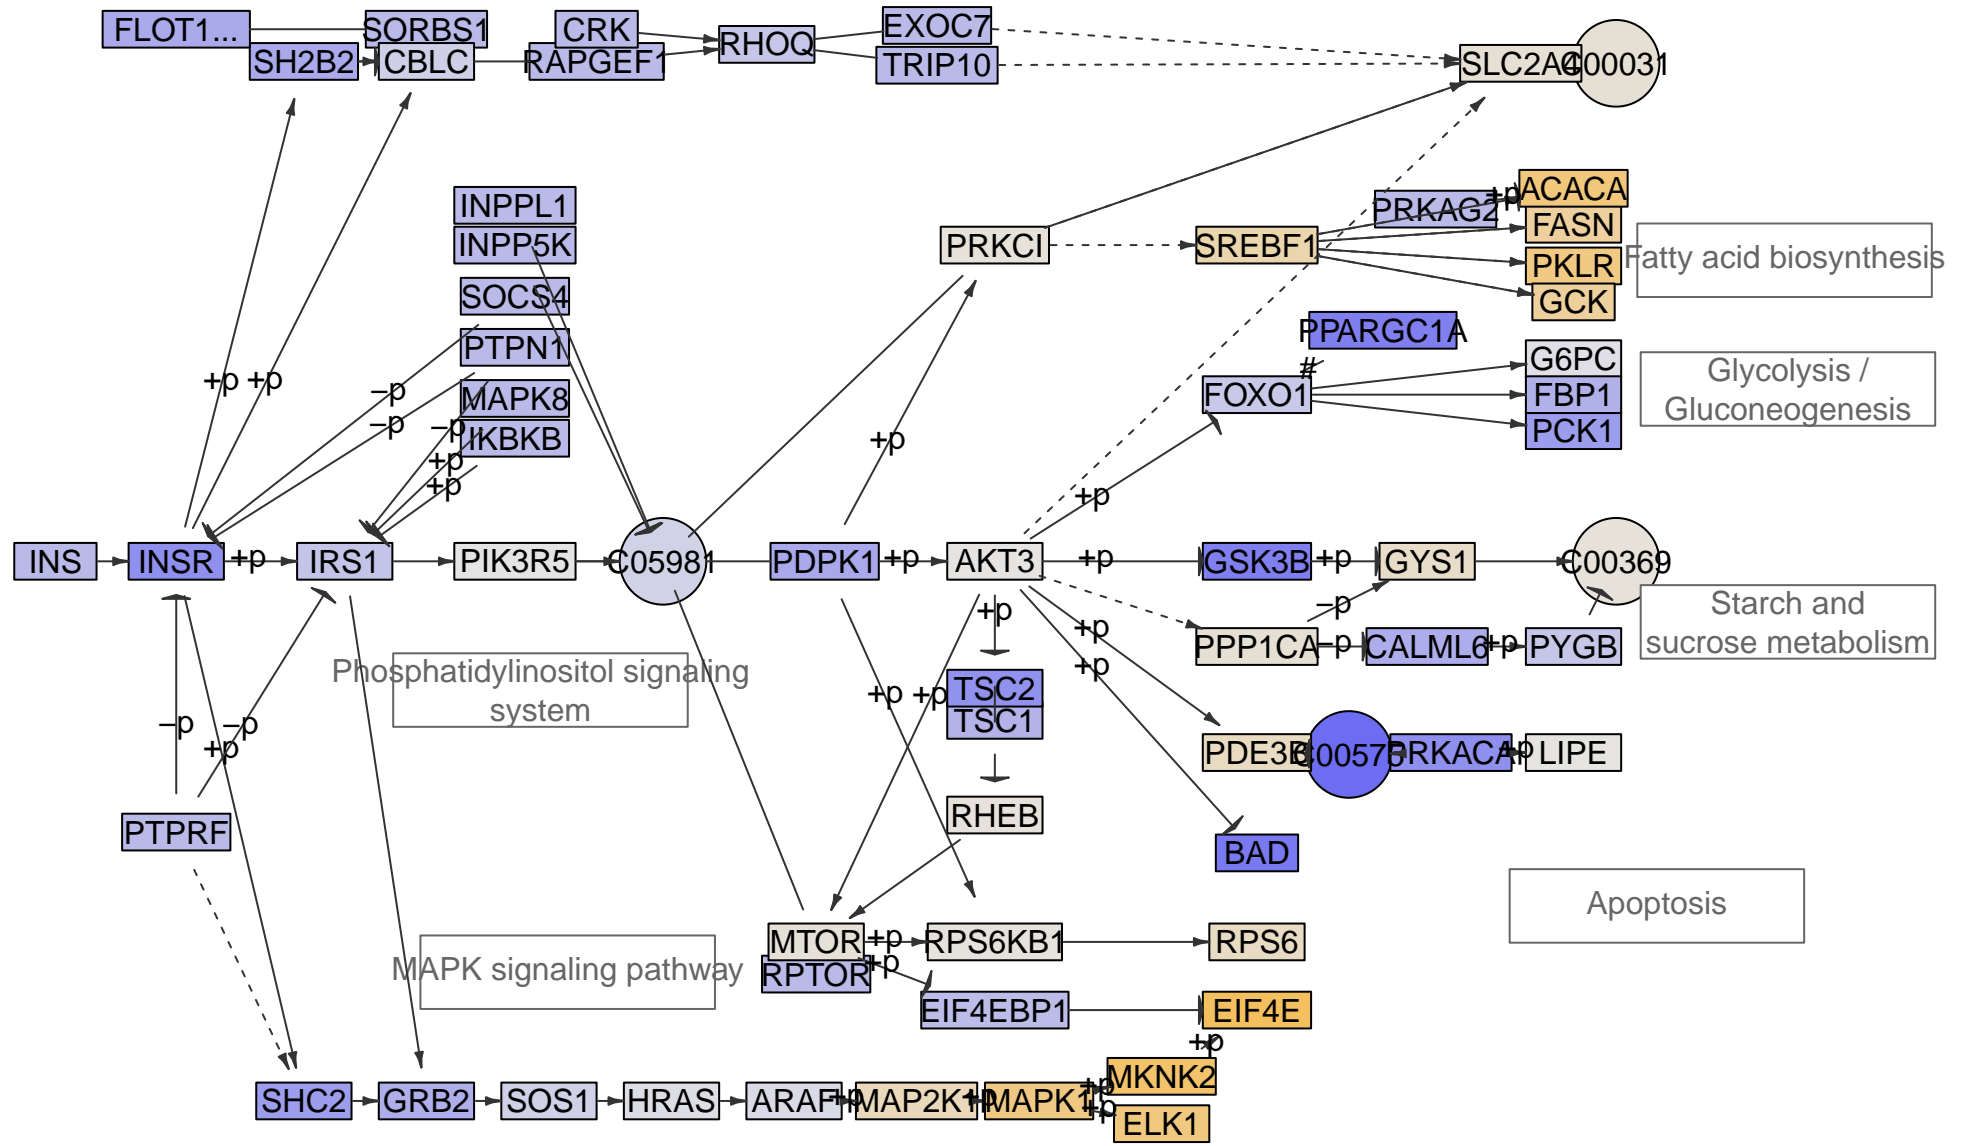 FLOT1...
SORBS1
CRK
EXOC7
SH2B2
CBLC
RAPGEF1
RHOQ
TRIP10
SLC2A4
C00031
INPPL1
INPP5K
SOCS4
PTPN1
MAPK8
IKBKB
PRKCI
SREBF1
PRKAG2
+p
ACACA
FASN
PKLR
GCK
Fatty acid biosynthesis
PPARGC1A
#
FOXO1
G6PC
FBP1
PCK1
Glycolysis /
Gluconeogenesis
+p
+p
−p
−p
−p
+p
+p
+p
+p
INS
INSR
+p
IRS1
PIK3R5
C05981
PDPK1
+p
AKT3
+p
GSK3B
+p
GYS1
C00369
−p
PPP1CA
−p
CALML6
+p
PYGB
Starch and
sucrose metabolism
Phosphatidylinositol signaling
system
+p
+p
+p
+p
+p
TSC2
TSC1
−p
+p
−p
PDE3B
C00575
PRKACA
+p
LIPE
PTPRF
RHEB
BAD
Apoptosis
MTOR
+p
RPS6KB1
RPS6
RPTOR
+p
MAPK signaling pathway
EIF4EBP1
EIF4E
+p
SHC2
GRB2
SOS1
HRAS
ARAF
+p
MAP2K1
+p
MAPK1
+p
MKNK2
+p
ELK1